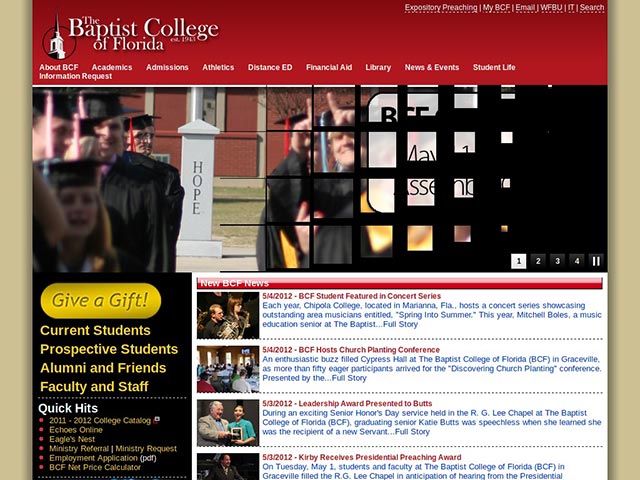 Expository Preaching | My BCF | Email | WFBU | IT | Search
The
Baptist College
of Florida est. 1943
About BCF Academics Admissions Athletics Distance ED Financial Aid Library News & Events Student Life
Information Request
HOPE
BCF
1 2 3 4
Give a Gift!
Current Students
Prospective Students
Alumni and Friends
Faculty and Staff
Quick Hits
2011 - 2012 College Catalog
Echoes Online
Eagle's Nest
Ministry Referral | Ministry Request
Employment Application (pdf)
BCF Net Price Calculator
New BCF News
5/4/2012 - BCF Student Featured in Concert Series
Each year, Chipola College, located in Marianna, Fla., hosts a concert series showcasing
outstanding area musicians entitled, "Spring Into Summer." This year, Mitchell Boles, a music
education senior at The Baptist...Full Story
5/4/2012 - BCF Hosts Church Planting Conference
An enthusiastic buzz filled Cypress Hall at The Baptist College of Florida (BCF) in Graceville,
as more than fifty eager participants arrived for the "Discovering Church Planting" conference.
Presented by the...Full Story
5/3/2012 - Leadership Award Presented to Butts
During an exciting Senior Honor's Day service held in the R. G. Lee Chapel at The Baptist
College of Florida (BCF), graduating senior Katie Butts was speechless when she learned she
was the recipient of a new Servant...Full Story
5/3/2012 - Kirby Receives Presidential Preaching Award
On Tuesday, May 1, students and faculty at The Baptist College of Florida (BCF) in
Graceville filled the R.G. Lee Chapel in anticipation of hearing from the Presidential